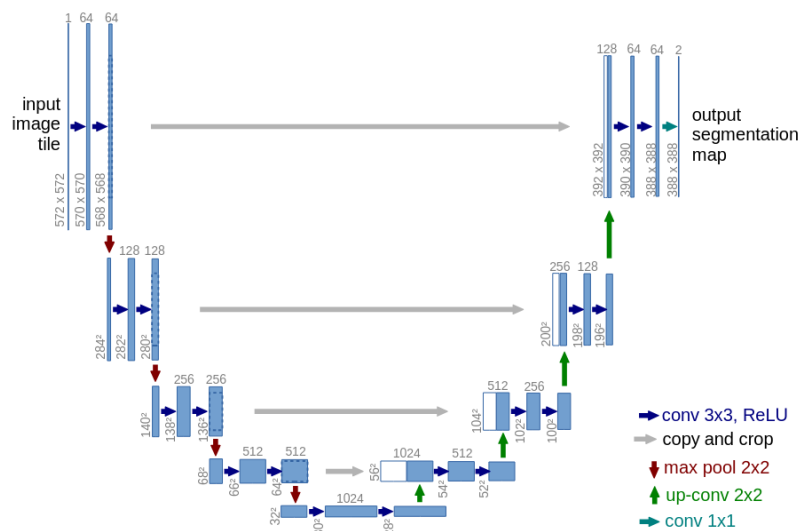 1 64 64
128 64 64 2
input
image
tile
output
segmentation
map
572 x 572
570 x 570
568 x 568
392 x 392
390 x 390
388 x 388
388 x 388
128 128
256 128
284²
282²
280²
200²
198²
196²
256 256
512 256
140²
138²
136²
104²
102²
100²
512 512
1024 512
68²
66²
64²
56²
54²
52²
1024
32²
conv 3x3, ReLU
copy and crop
max pool 2x2
up-conv 2x2
conv 1x1